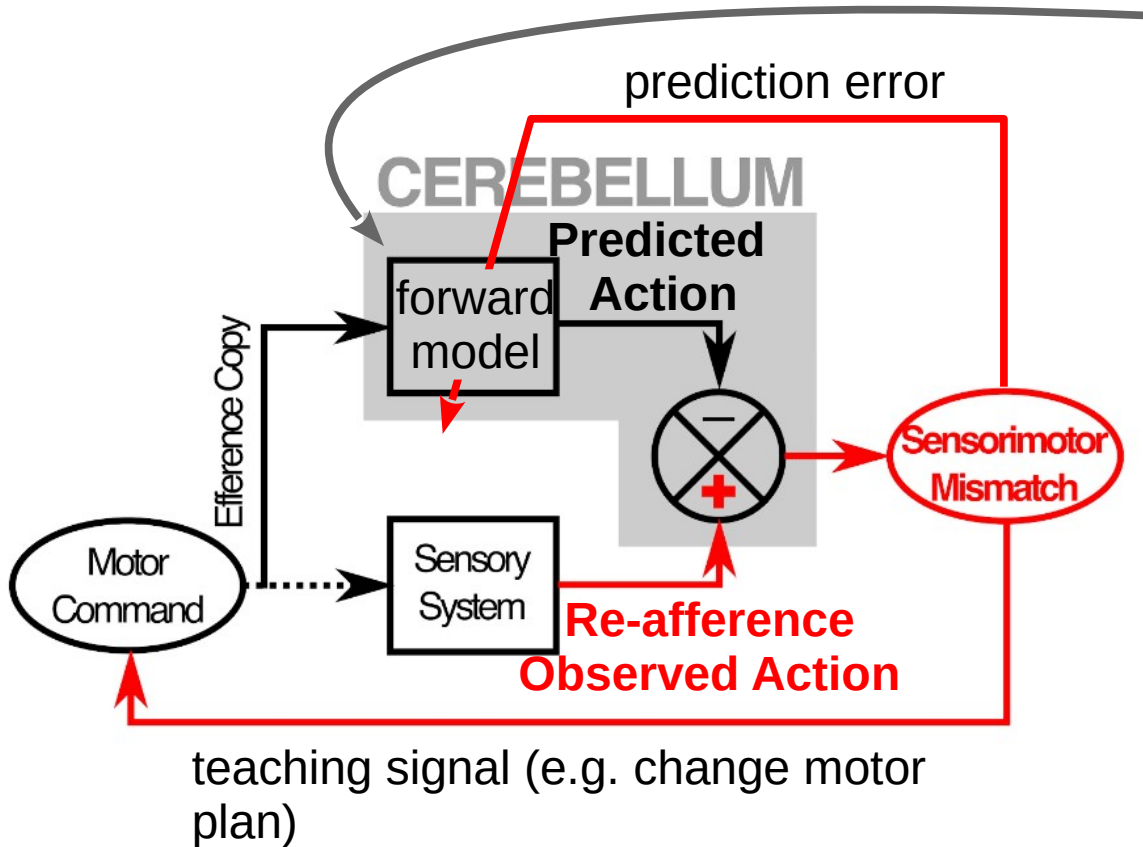 prediction error
CEREBELLUM
Predicted
Action
forward
model
Efference Copy
−
+
Sensorimotor
Mismatch
Motor
Command
Sensory
System
Re-afference
Observed Action
teaching signal (e.g. change motor
plan)